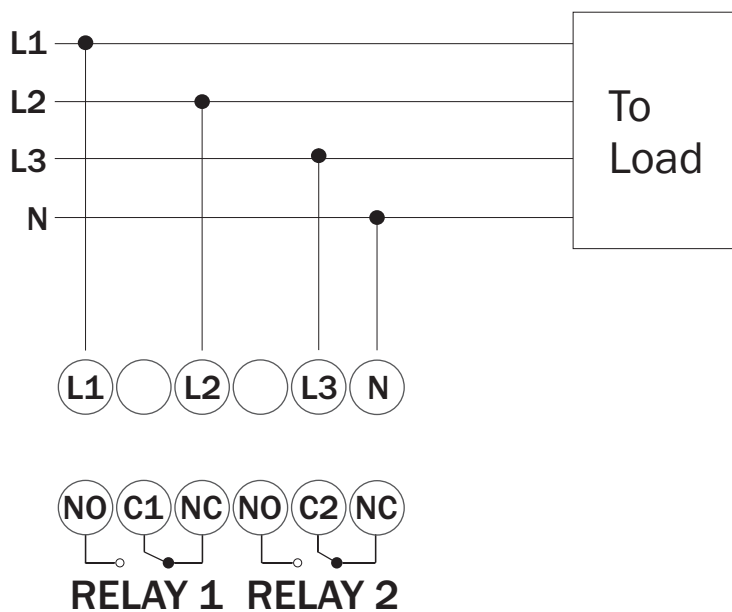 L1
L2
L3
N
To
Load
L1 L2 L3 N
NO C1 NC NO C2 NC
RELAY 1 RELAY 2